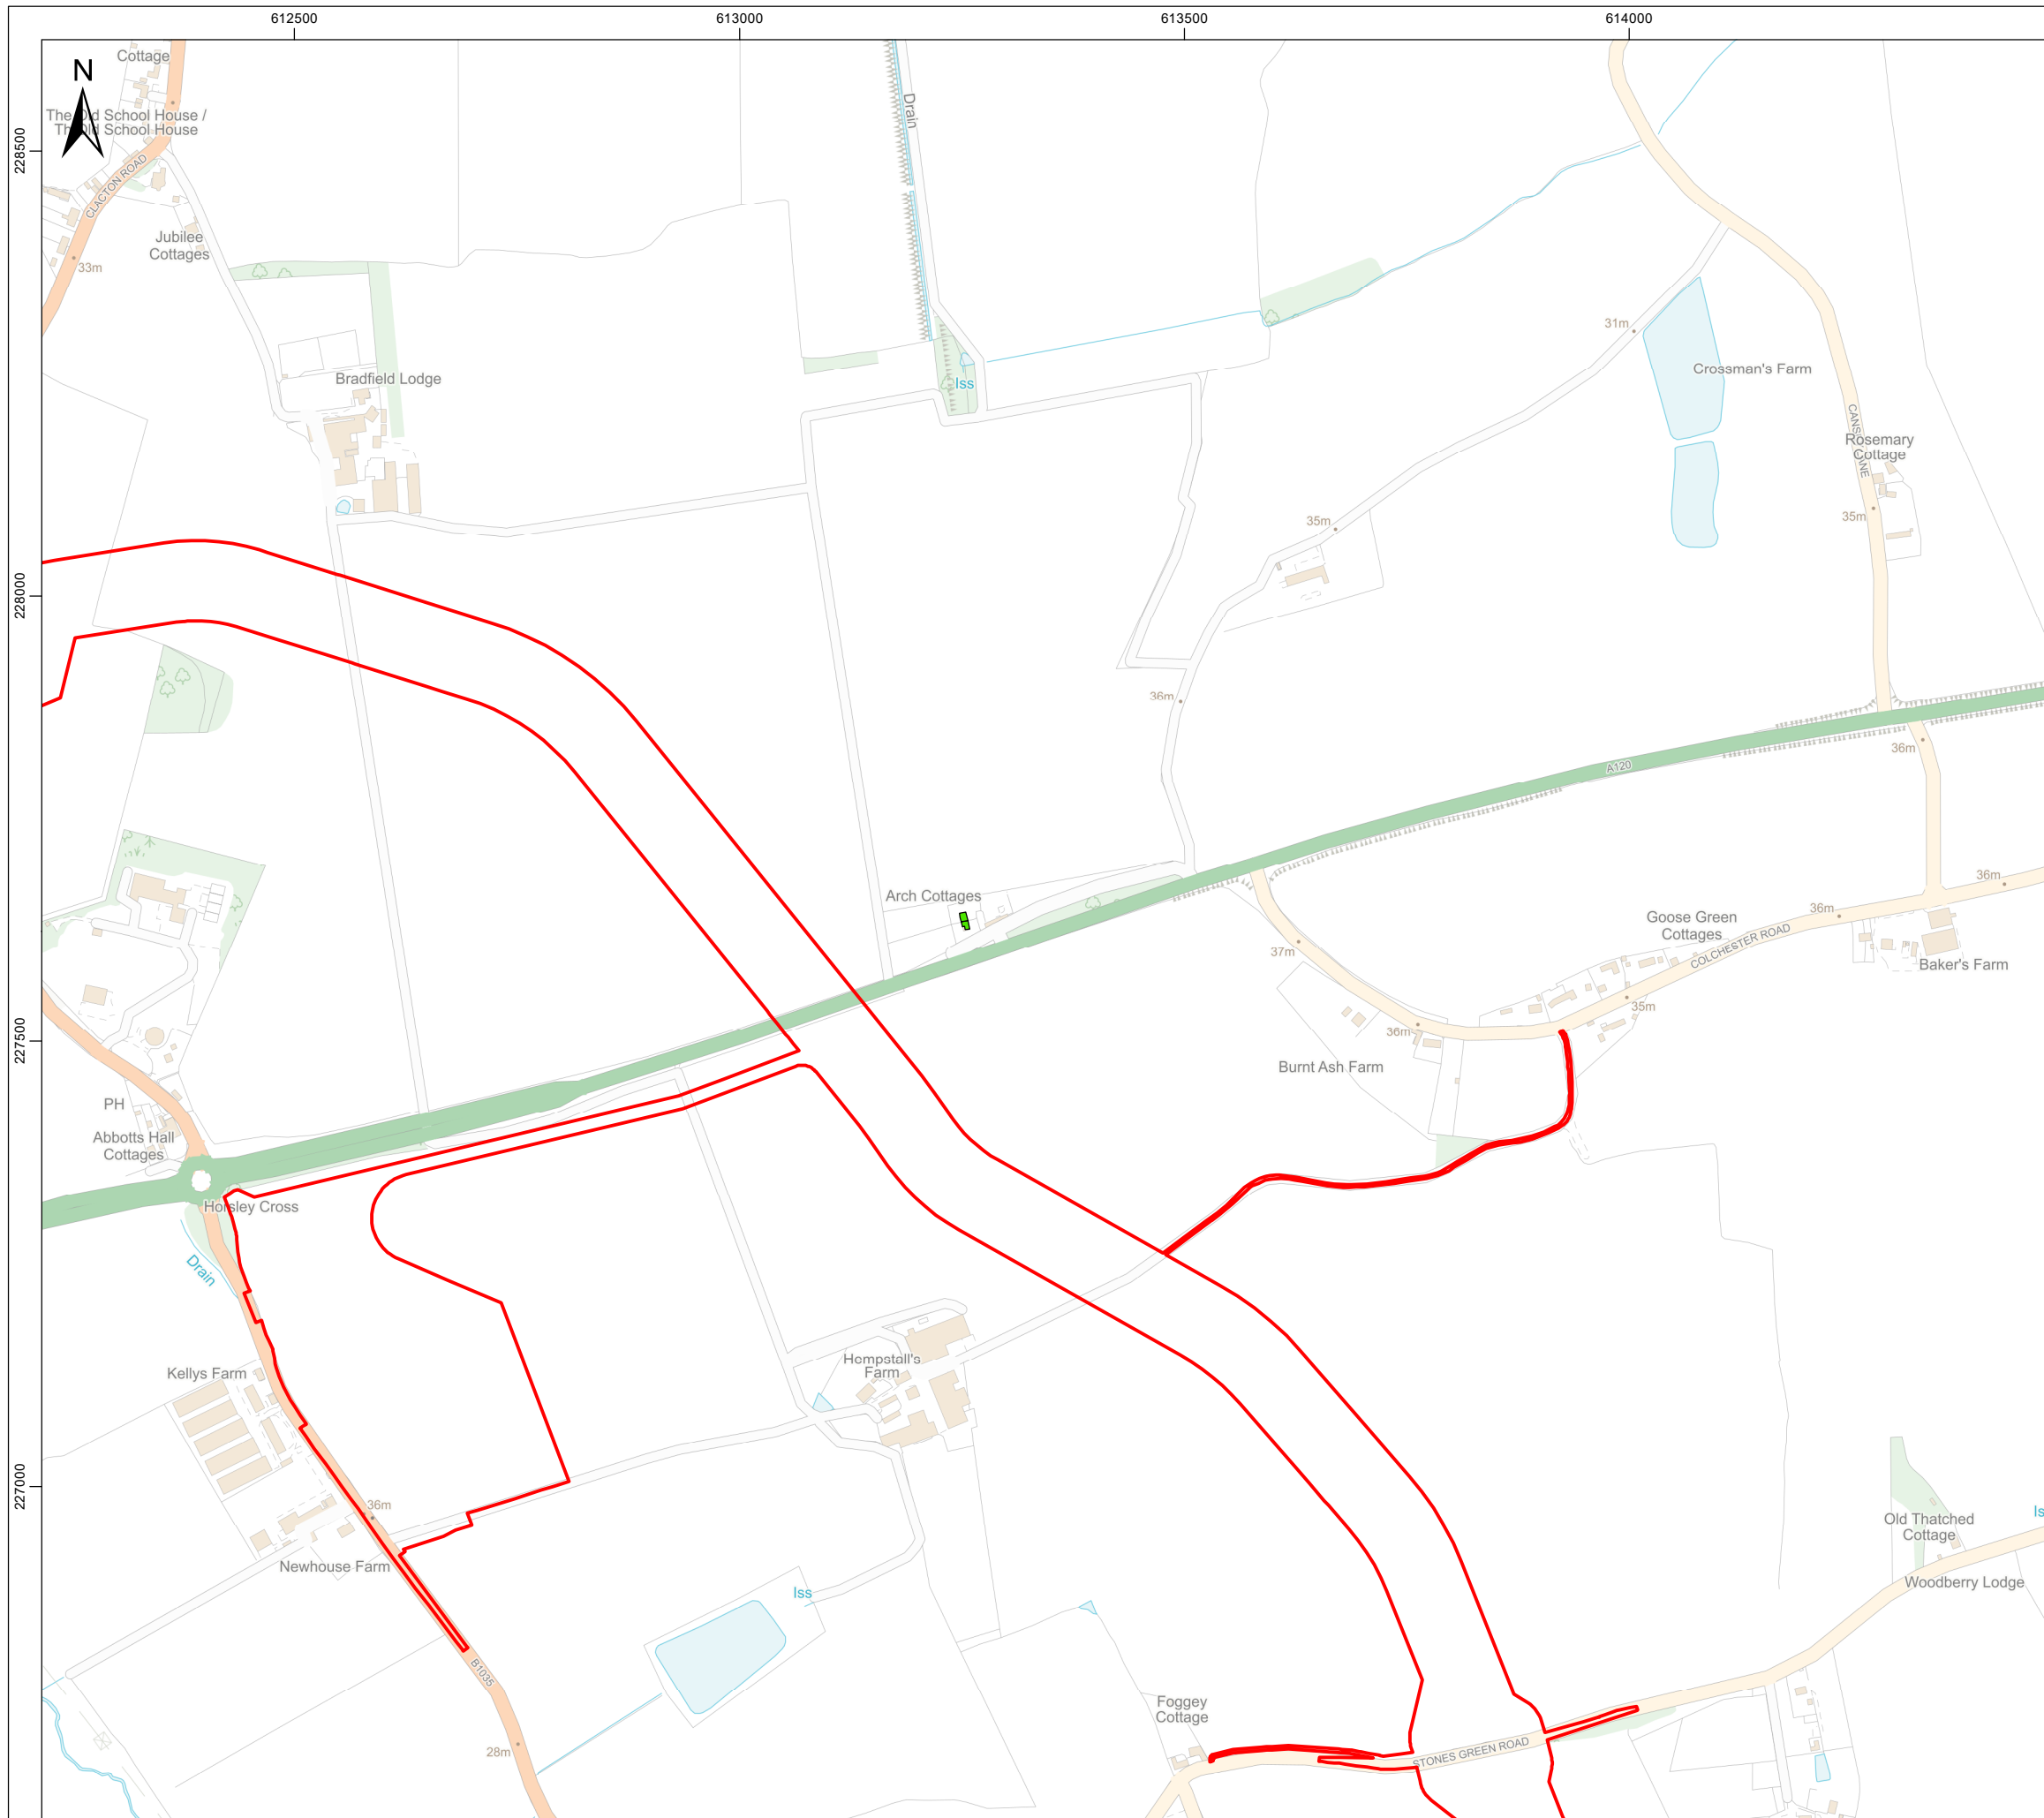 612500
613000
613500
614000
228500
228000
227500
227000
N
Cottage
The Old School House /
The Old School House
CLACTON ROAD
Jubilee
Cottages
33m
Bradfield Lodge
Drain
Iss
31m
Crossman's Farm
Rosemary
Cottage
35m
35m
36m
36m
A120
Arch Cottages
37m
36m
36m
Goose Green
Cottages
COLCHESTER ROAD
Baker's Farm
35m
36m
Burnt Ash Farm
PH
Abbotts Hall
Cottages
Horsley Cross
Drain
Kellys Farm
Hempstall's
Farm
36m
Newhouse Farm
Iss
B1035
28m
Foggey
Cottage
STONES GREEN ROAD
Old Thatched
Cottage
Woodberry Lodge
Is